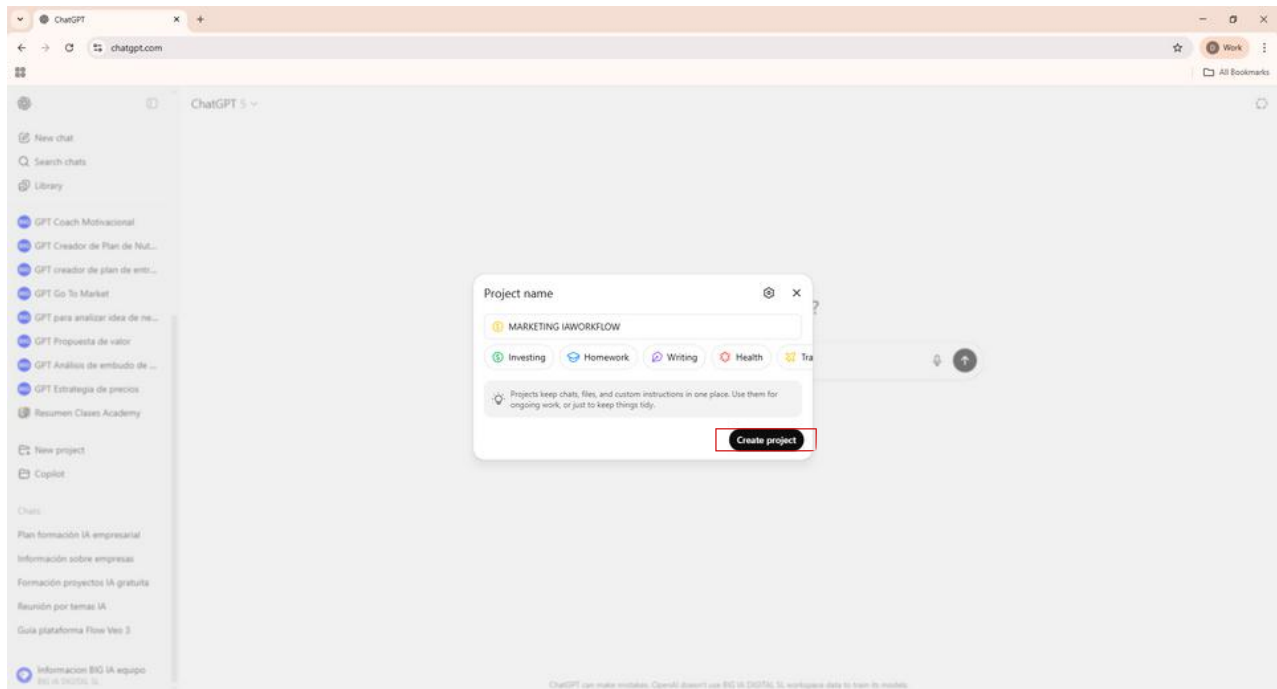 ChatGPT
chatgpt.com
Work
All Bookmarks
ChatGPT 5
New chat
Search chats
Library
GPT Coach Motivacional
GPT Creador de Plan de Nut...
GPT creador de plan de entr...
GPT Go To Market
GPT para analizar idea de ne...
GPT Propuesta de valor
GPT Análisis de embudo de ...
GPT Estrategia de precios
Resumen Clases Academy
New project
Copilot
Chats
Plan formación IA empresarial
Información sobre empresas
Formación proyectos IA gratuita
Reunión por temas IA
Guía plataforma Flow Veo 3
Informacion BIG IA equipo
BIG IA DIGITAL SL
Project name
?
MARKETING IAWORKFLOW
Investing Homework Writing Health Tra
Projects keep chats, files, and custom instructions in one place. Use them for
ongoing work, or just to keep things tidy.
Create project
ChatGPT can make mistakes. OpenAI doesn't use BIG IA DIGITAL SL workspace data to train its models.